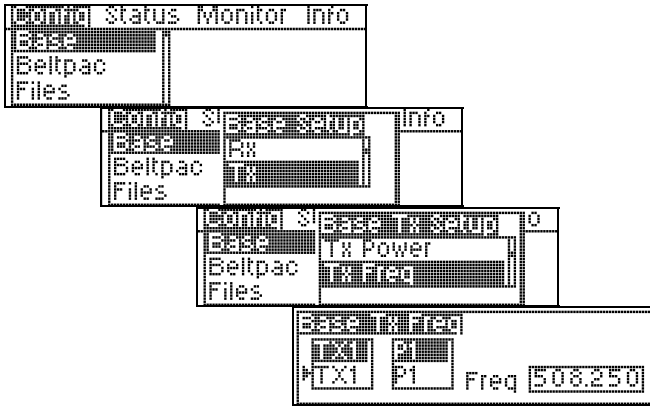 Config Status Monitor Info
Base
Beltpac
Files
Config S Base Setup Info
Base Rx
Beltpac Tx
Files
Config S Base Tx Setup o
Base Tx Power
Beltpac Tx Freq
Files
Base Tx Freq
TX1 P1
TX1 P1 Freq 508.250